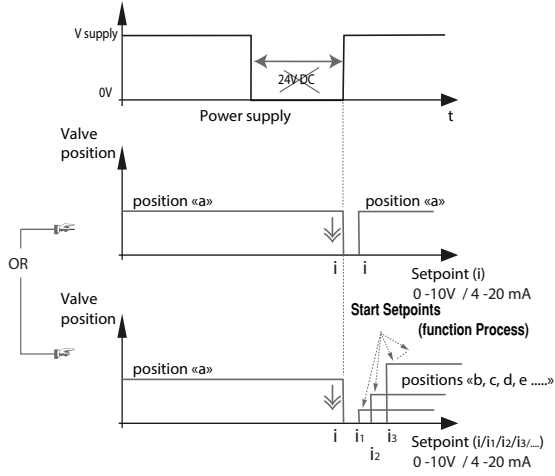 V supply
24V DC
0V
Power supply
t
Valve
position
position «a»
position «a»
i
i
Setpoint (i)
0 -10V / 4 -20 mA
OR
Valve
position
Start Setpoints
(function Process)
position «a»
positions «b, c, d, e .....»
i
i1
i2
i3
Setpoint (i/i1/i2/i3/....)
0 -10V / 4 -20 mA